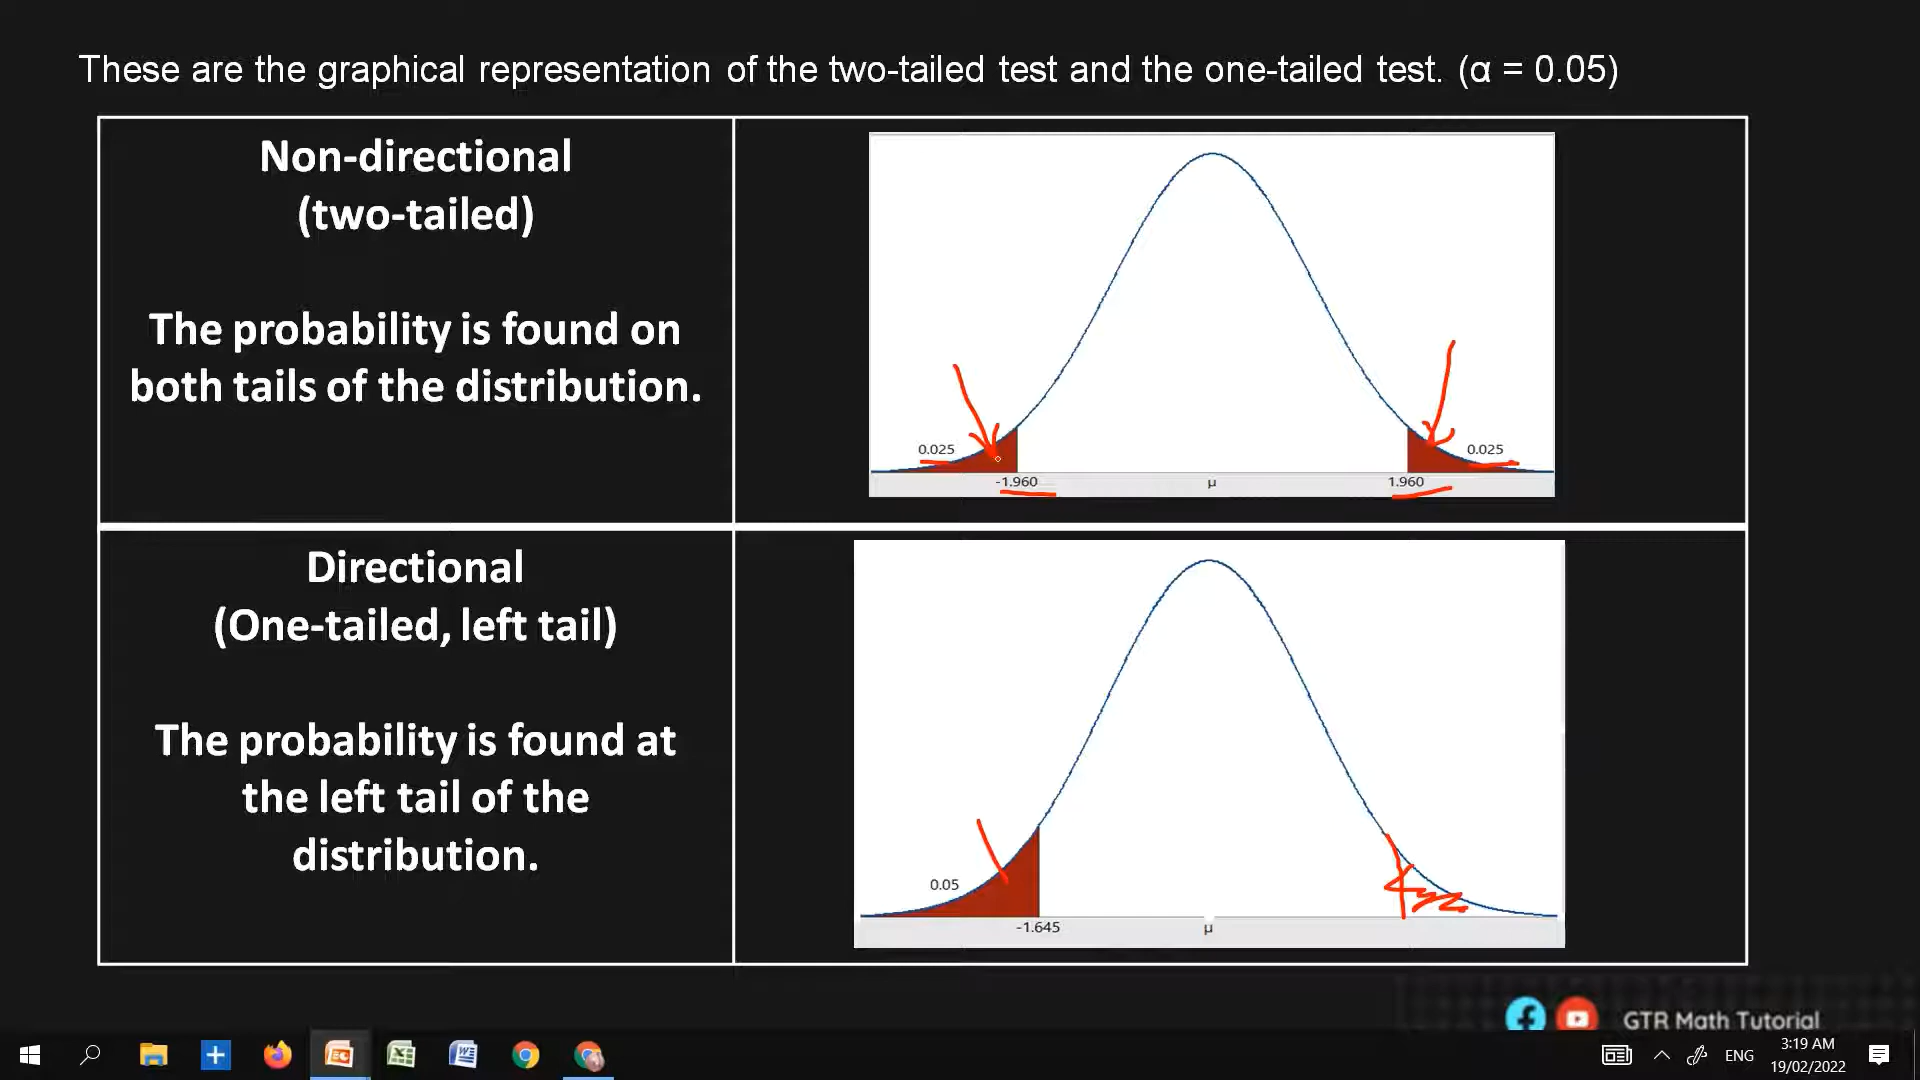 These are the graphical representation of the two-tailed test and the one-tailed test. (α = 0.05)
Non-directional
(two-tailed)
The probability is found on
both tails of the distribution.
0.025
0.025
-1.960
μ
1.960
Directional
(One-tailed, left tail)
The probability is found at
the left tail of the
distribution.
0.05
-1.645
μ
GTR Math Tutorial
ENG
3:19 AM
19/02/2022